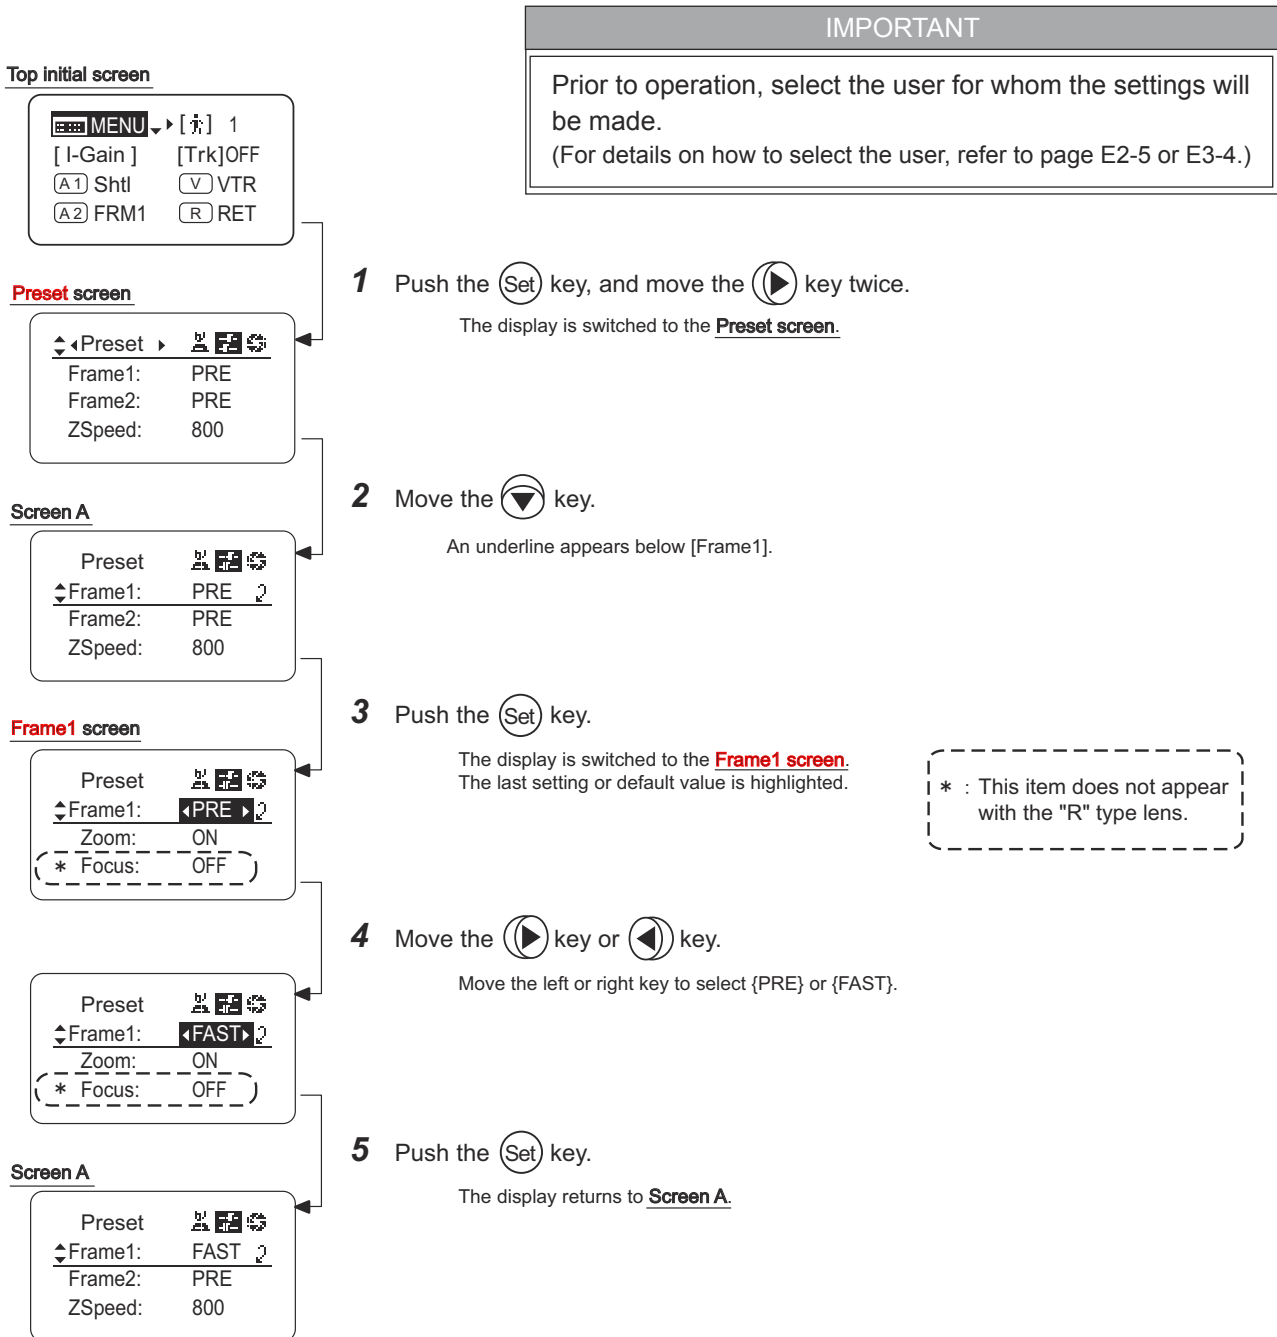 IMPORTANT
Prior to operation, select the user for whom the settings will
be made.
(For details on how to select the user, refer to page E2-5 or E3-4.)
Top initial screen
MENU [ ] 1
[ I-Gain ] [Trk]OFF
A1 Shtl V VTR
A2 FRM1 R RET
1 Push the Set key, and move the key twice.
The display is switched to the Preset screen.
Preset screen
Preset
Frame1: PRE
Frame2: PRE
ZSpeed: 800
2 Move the key.
An underline appears below [Frame1].
Screen A
Preset
Frame1: PRE
Frame2: PRE
ZSpeed: 800
3 Push the Set key.
The display is switched to the Frame1 screen.
The last setting or default value is highlighted.
* : This item does not appear
with the "R" type lens.
Frame1 screen
Preset
Frame1: PRE
Zoom: ON
* Focus: OFF
4 Move the key or key.
Move the left or right key to select {PRE} or {FAST}.
Preset
Frame1: FAST
Zoom: ON
* Focus: OFF
5 Push the Set key.
The display returns to Screen A.
Screen A
Preset
Frame1: FAST
Frame2: PRE
ZSpeed: 800